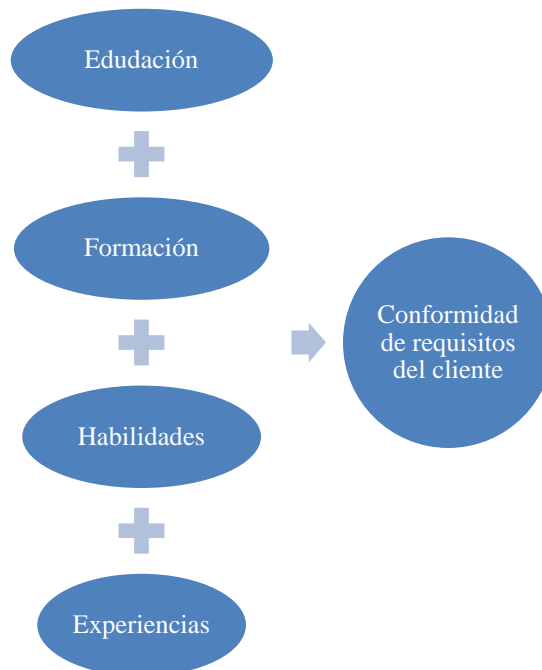 Edudación
Formación
Habilidades
Experiencias
Conformidad
de requisitos
del cliente